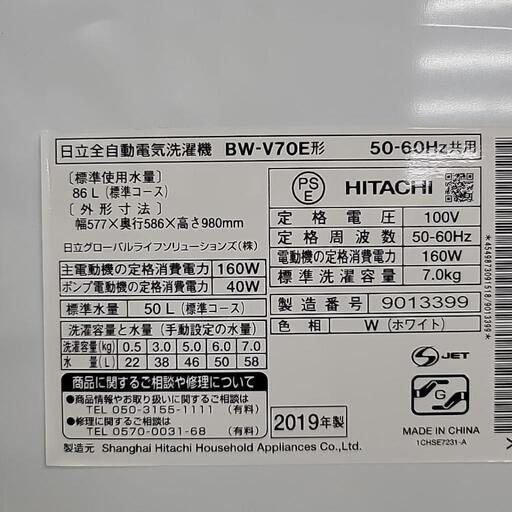 日立全自動電気洗濯機 BW-V70E形 50-60Hz共用
〔標準使用水量〕
86L(標準コース)
〔外形寸法〕
幅577×奥行586×高さ980mm
日立グローバルライフソリューションズ(株)
主電動機の定格消費電力 160W
ポンプ電動機の定格消費電力 40W
標準水量 50L(標準コース)
洗濯容量と水量(手動設定の水量)
洗濯容量(kg) 0.5 3.0 5.0 6.0 7.0
水量(L) 22 38 46 50 58
商品に関するご相談や修理について
●商品情報やお取り扱いに関するご相談
TEL 050-3155-1111 (有料)
●修理に関するご相談
TEL 0570-0031-68 (有料)
PS
E
HITACHI
定格電圧 100V
定格周波数 50-60Hz
定格消費電力 160W
標準洗濯容量 7.0kg
製造番号 9013399
色相 W(ホワイト)
2019年製
S JET
G
MADE IN CHINA
1CHSE7231-A
製造元 Shanghai Hitachi Household Appliances Co.,Ltd.
*4549873091518/9013399*